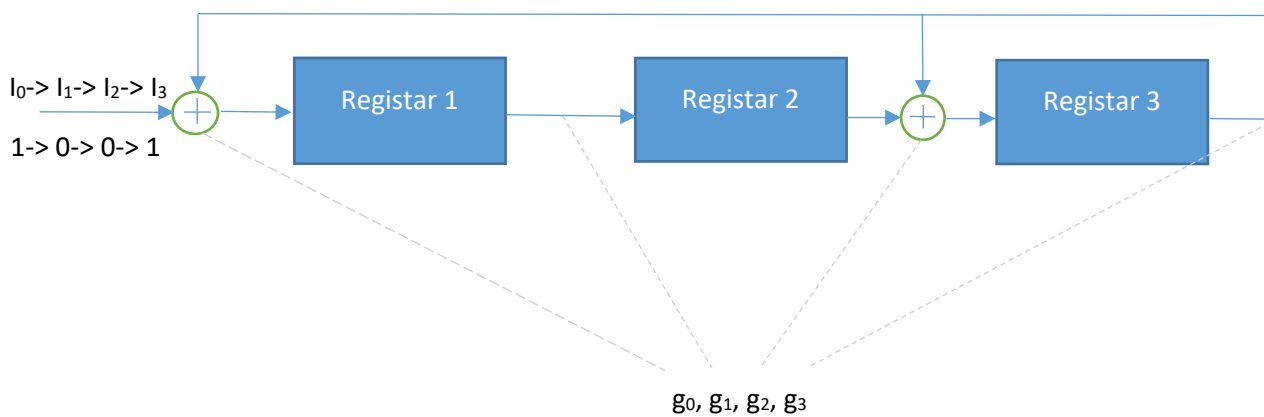 I₀-> I₁-> I₂-> I₃
1-> 0-> 0-> 1
Registar 1
Registar 2
Registar 3
g₀, g₁, g₂, g₃